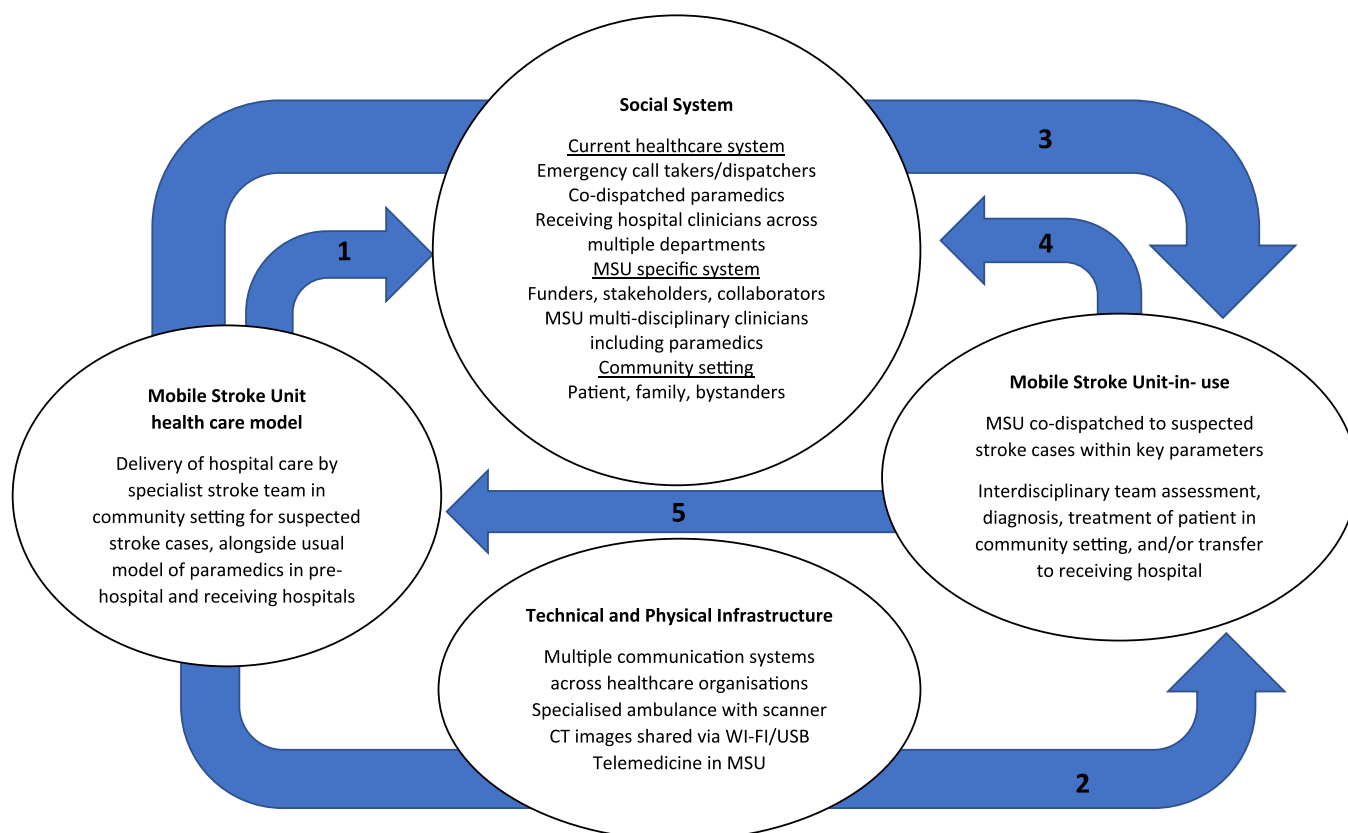 Social System
Current healthcare system
Emergency call takers/dispatchers
Co-dispatched paramedics
Receiving hospital clinicians across
multiple departments
MSU specific system
Funders, stakeholders, collaborators
MSU multi-disciplinary clinicians
including paramedics
Community setting
Patient, family, bystanders
3
1
4
Mobile Stroke Unit
health care model
Delivery of hospital care by
specialist stroke team in
community setting for suspected
stroke cases, alongside usual
model of paramedics in pre-
hospital and receiving hospitals
Mobile Stroke Unit-in- use
MSU co-dispatched to suspected
stroke cases within key parameters
Interdisciplinary team assessment,
diagnosis, treatment of patient in
community setting, and/or transfer
to receiving hospital
5
Technical and Physical Infrastructure
Multiple communication systems
across healthcare organisations
Specialised ambulance with scanner
CT images shared via WI-FI/USB
Telemedicine in MSU
2